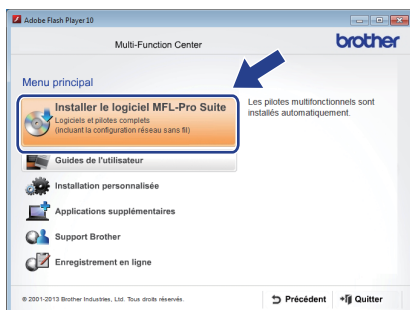 Adobe Flash Player 10
Multi-Function Center
brother
Menu principal
Installer le logiciel MFL-Pro Suite
Logiciels et pilotes complets
(incluant la configuration réseau sans fil)
Les pilotes multifonctionnels sont
installés automatiquement.
Guides de l'utilisateur
Installation personnalisée
Applications supplémentaires
Support Brother
Enregistrement en ligne
© 2001-2013 Brother Industries, Ltd. Tous droits réservés.
Précédent
Quitter